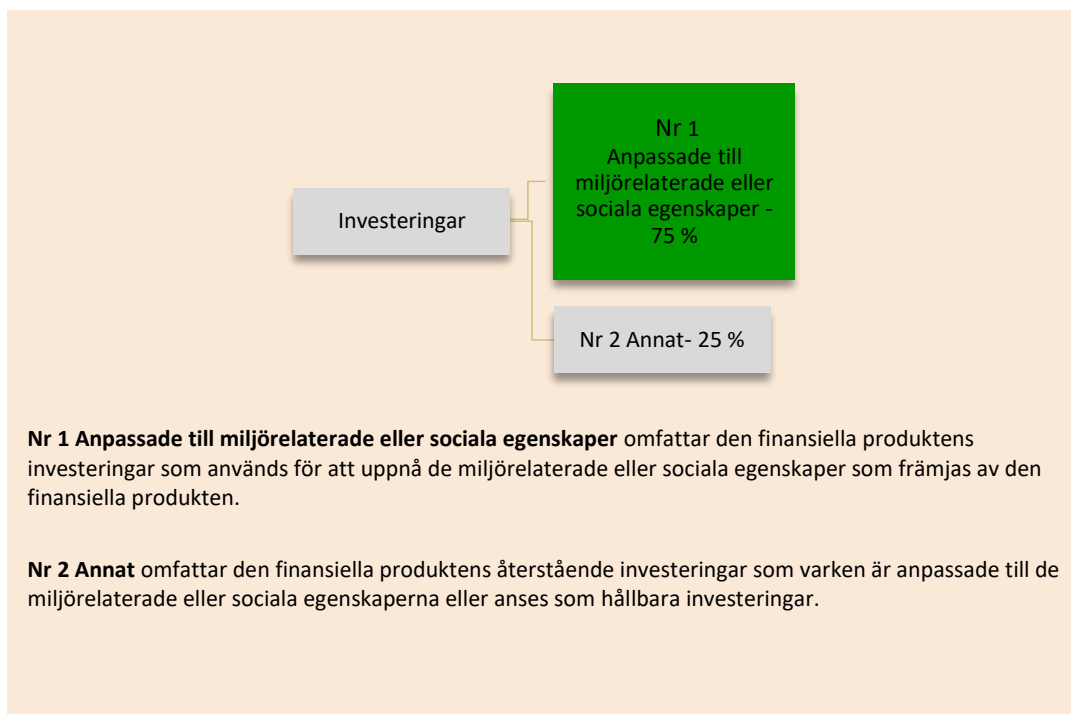 Nr 1
Anpassade till
miljörelaterade eller
sociala egenskaper -
75 %
Investeringar
Nr 2 Annat- 25 %
Nr 1 Anpassade till miljörelaterade eller sociala egenskaper omfattar den finansiella produktens
investeringar som används för att uppnå de miljörelaterade eller sociala egenskaper som främjas av den
finansiella produkten.
Nr 2 Annat omfattar den finansiella produktens återstående investeringar som varken är anpassade till de
miljörelaterade eller sociala egenskaperna eller anses som hållbara investeringar.